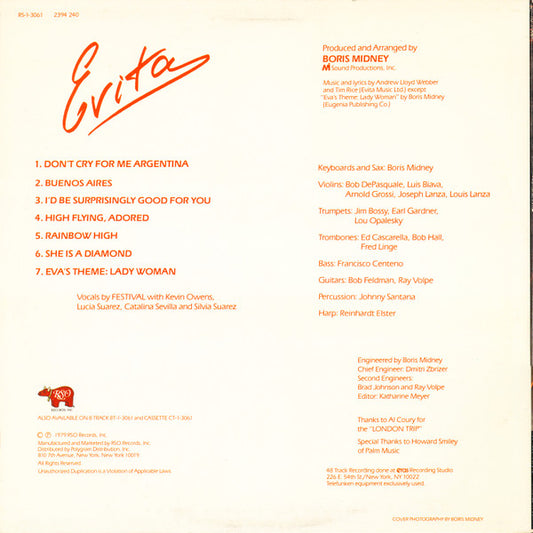 RS-1-3061 2394 240
Evita
Produced and Arranged by
BORIS MIDNEY
M Sound Productions, Inc.
Music and lyrics by Andrew Lloyd Webber
and Tim Rice (Evita Music Ltd.) except
"Eva's Theme: Lady Woman" by Boris Midney
(Eugenia Publishing Co.)
1. DON'T CRY FOR ME ARGENTINA
2. BUENOS AIRES
3. I'D BE SURPRISINGLY GOOD FOR YOU
4. HIGH FLYING, ADORED
5. RAINBOW HIGH
6. SHE IS A DIAMOND
7. EVA'S THEME: LADY WOMAN
Vocals by FESTIVAL with Kevin Owens,
Lucia Suarez, Catalina Sevilla and Silvia Suarez
Keyboards and Sax: Boris Midney
Violins: Bob DePasquale, Luis Biava,
Arnold Grossi, Joseph Lanza, Louis Lanza
Trumpets: Jim Bossy, Earl Gardner,
Lou Opalesky
Trombones: Ed Cascarella, Bob Hall,
Fred Linge
Bass: Francisco Centeno
Guitars: Bob Feldman, Ray Volpe
Percussion: Johnny Santana
Harp: Reinhardt Elster
Engineered by Boris Midney
Chief Engineer: Dmitri Zbrizer
Second Engineers:
Brad Johnson and Ray Volpe
Editor: Katharine Meyer
Thanks to Al Coury for
the "LONDON TRIP"
Special Thanks to Howard Smiley
of Palm Music
48 Track Recording done at eras Recording Studio
226 E. 54th St./New York, NY 10022
Telefunken equipment exclusively used.
RSO
RSO Records, Inc.
ALSO AVAILABLE ON 8 TRACK 8T-1-3061 and CASSETTE CT-1-3061
© ℗ 1979 RSO Records, Inc.
Manufactured and Marketed by RSO Records, Inc.
Distributed by Polygram Distribution, Inc.
810 7th Avenue, New York, New York 10019.
All Rights Reserved.
Unauthorized Duplication is a Violation of Applicable Laws.
COVER PHOTOGRAPHY BY BORIS MIDNEY